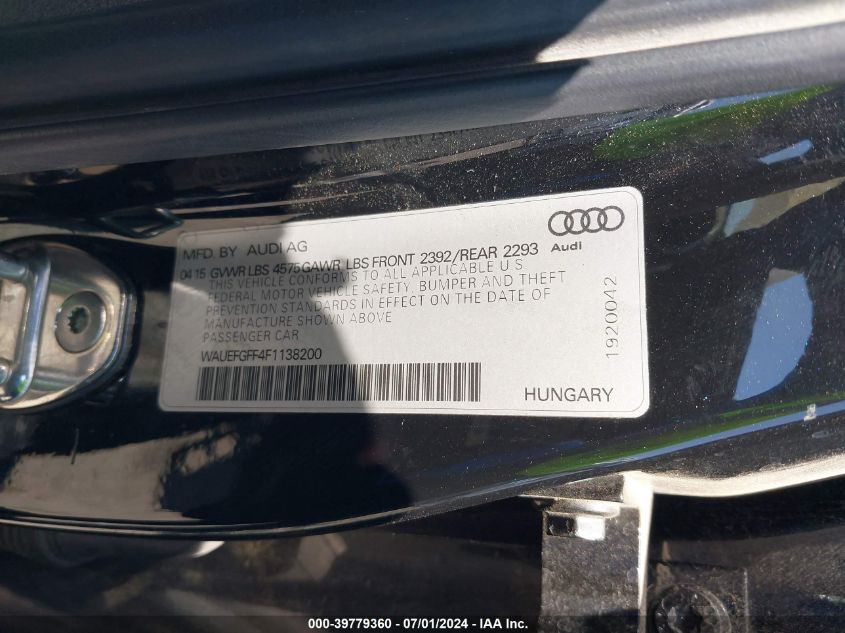 MFD. BY AUDI AG
Audi
04 15 GVWR LBS 4575 GAWR LBS FRONT 2392/REAR 2293
THIS VEHICLE CONFORMS TO ALL APPLICABLE U S
FEDERAL MOTOR VEHICLE SAFETY, BUMPER AND THEFT
PREVENTION STANDARDS IN EFFECT ON THE DATE OF
MANUFACTURE SHOWN ABOVE
PASSENGER CAR
WAUEFGFF4F1138200
HUNGARY
1920042
000-39779360 - 07/01/2024 - IAA Inc.